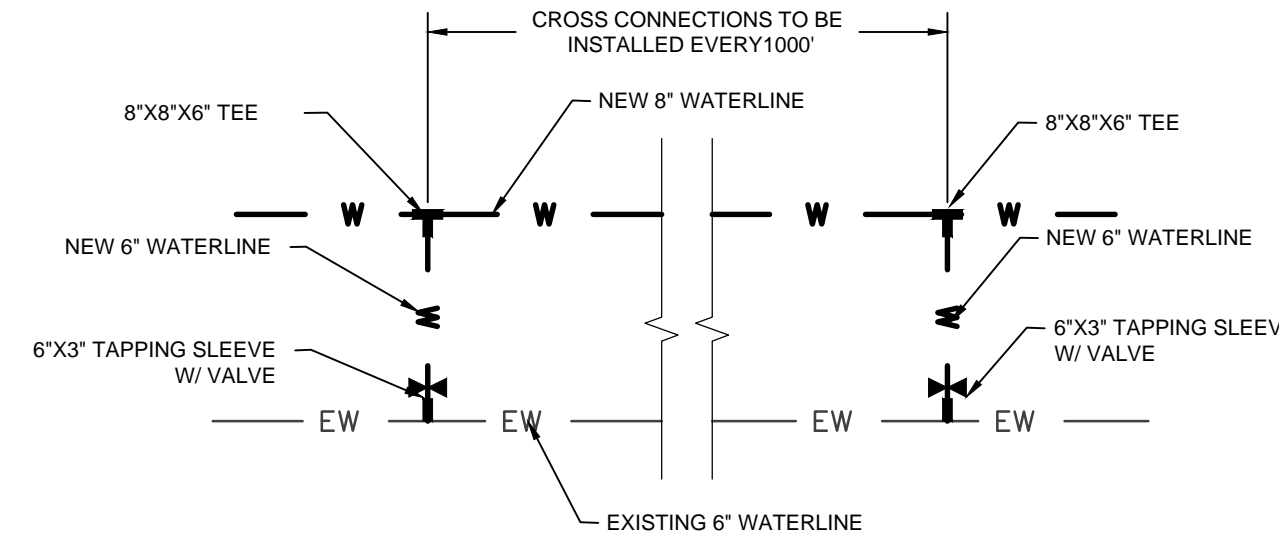 CROSS CONNECTIONS TO BE
INSTALLED EVERY1000'
8"X8"X6" TEE
NEW 8" WATERLINE
8"X8"X6" TEE
W W W W
NEW 6" WATERLINE
NEW 6" WATERLINE
W W
6"X3" TAPPING SLEEVE
W/ VALVE
6"X3" TAPPING SLEEV
W/ VALVE
EW EW EW EW
EXISTING 6" WATERLINE